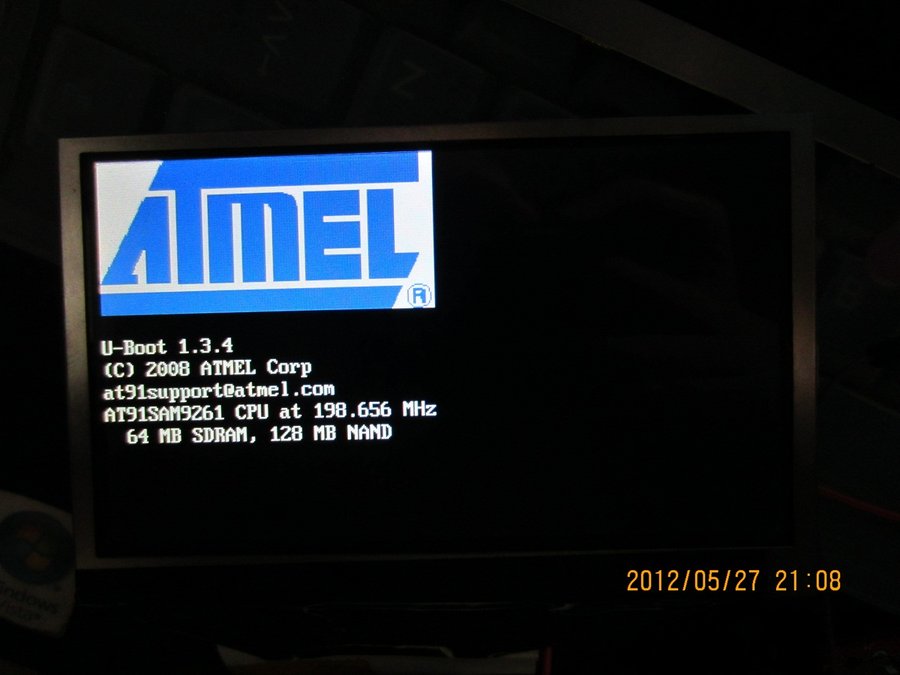 ATMEL
®
U-Boot 1.3.4
(C) 2008 ATMEL Corp
at91support@atmel.com
AT91SAM9261 CPU at 198.656 MHz
64 MB SDRAM, 128 MB NAND
2012/05/27 21:08